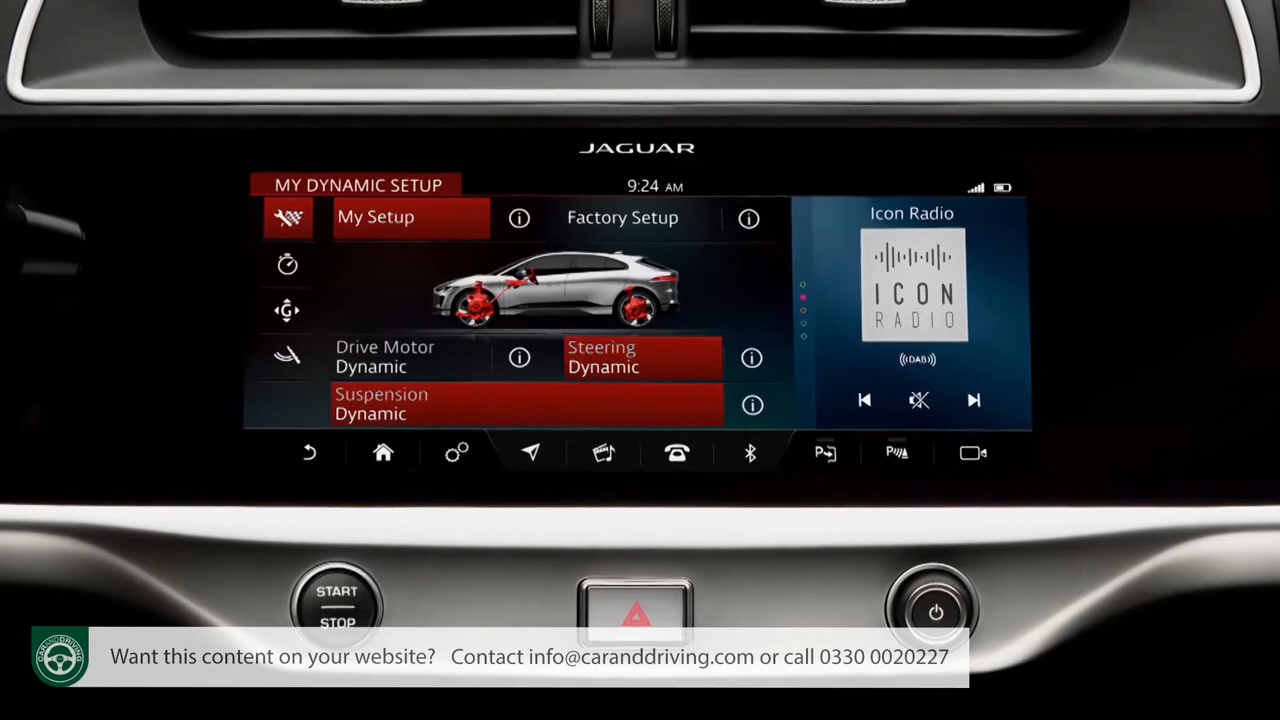 JAGUAR
MY DYNAMIC SETUP
9:24 AM
My Setup
Factory Setup
Icon Radio
G
ICON
RADIO
Drive Motor
Dynamic
Steering
Dynamic
(((DAB)))
Suspension
Dynamic
P
P
START
STOP
CARANDDRIVING
Want this content on your website? Contact info@caranddriving.com or call 0330 0020227